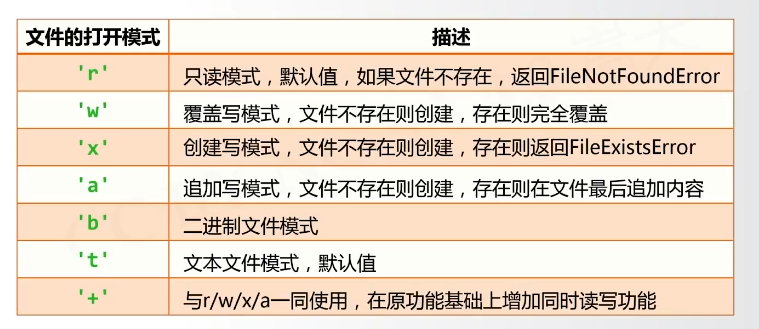 文件的打开模式 描述
'r' 只读模式，默认值，如果文件不存在，返回FileNotFoundError
'w' 覆盖写模式，文件不存在则创建，存在则完全覆盖
'x' 创建写模式，文件不存在则创建，存在则返回FileExistsError
'a' 追加写模式，文件不存在则创建，存在则在文件最后追加内容
'b' 二进制文件模式
't' 文本文件模式，默认值
'+' 与r/w/x/a一同使用，在原功能基础上增加同时读写功能